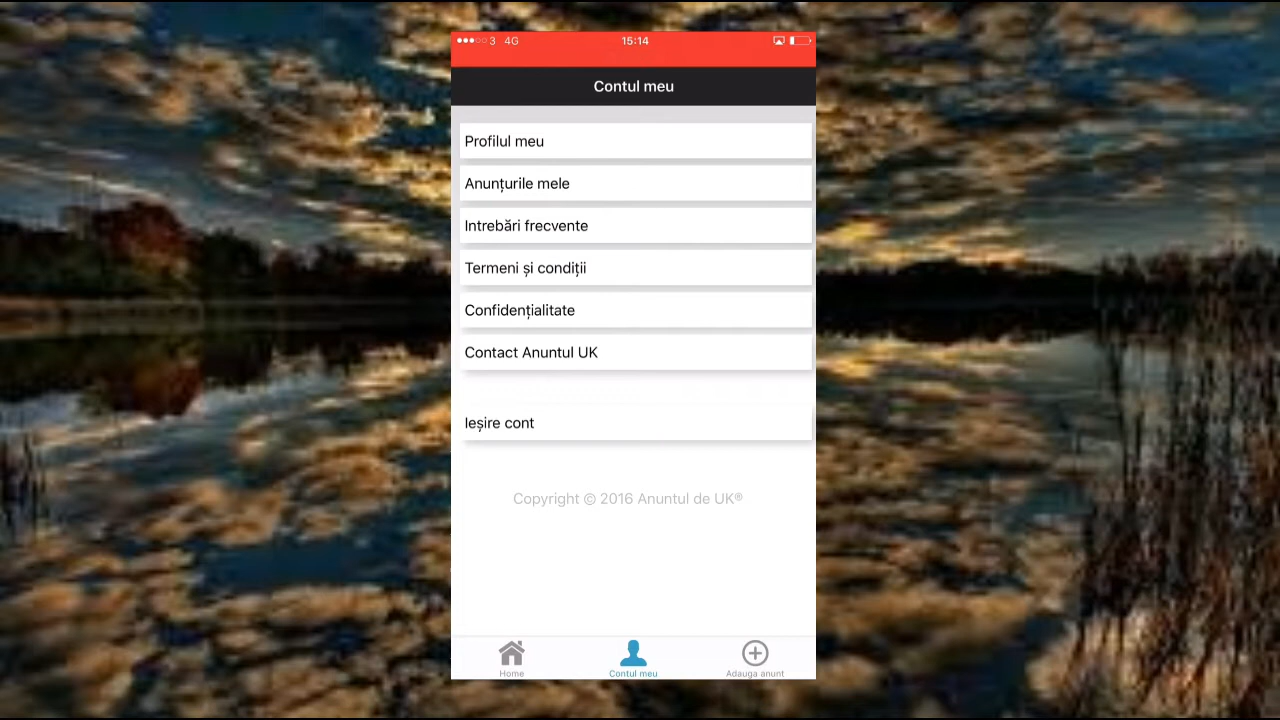 3 4G 15:14
Contul meu
Profilul meu
Anunțurile mele
Intrebări frecvente
Termeni și condiții
Confidențialitate
Contact Anuntul UK
Ieșire cont
Copyright © 2016 Anuntul de UK®
Home Contul meu Adauga anunt